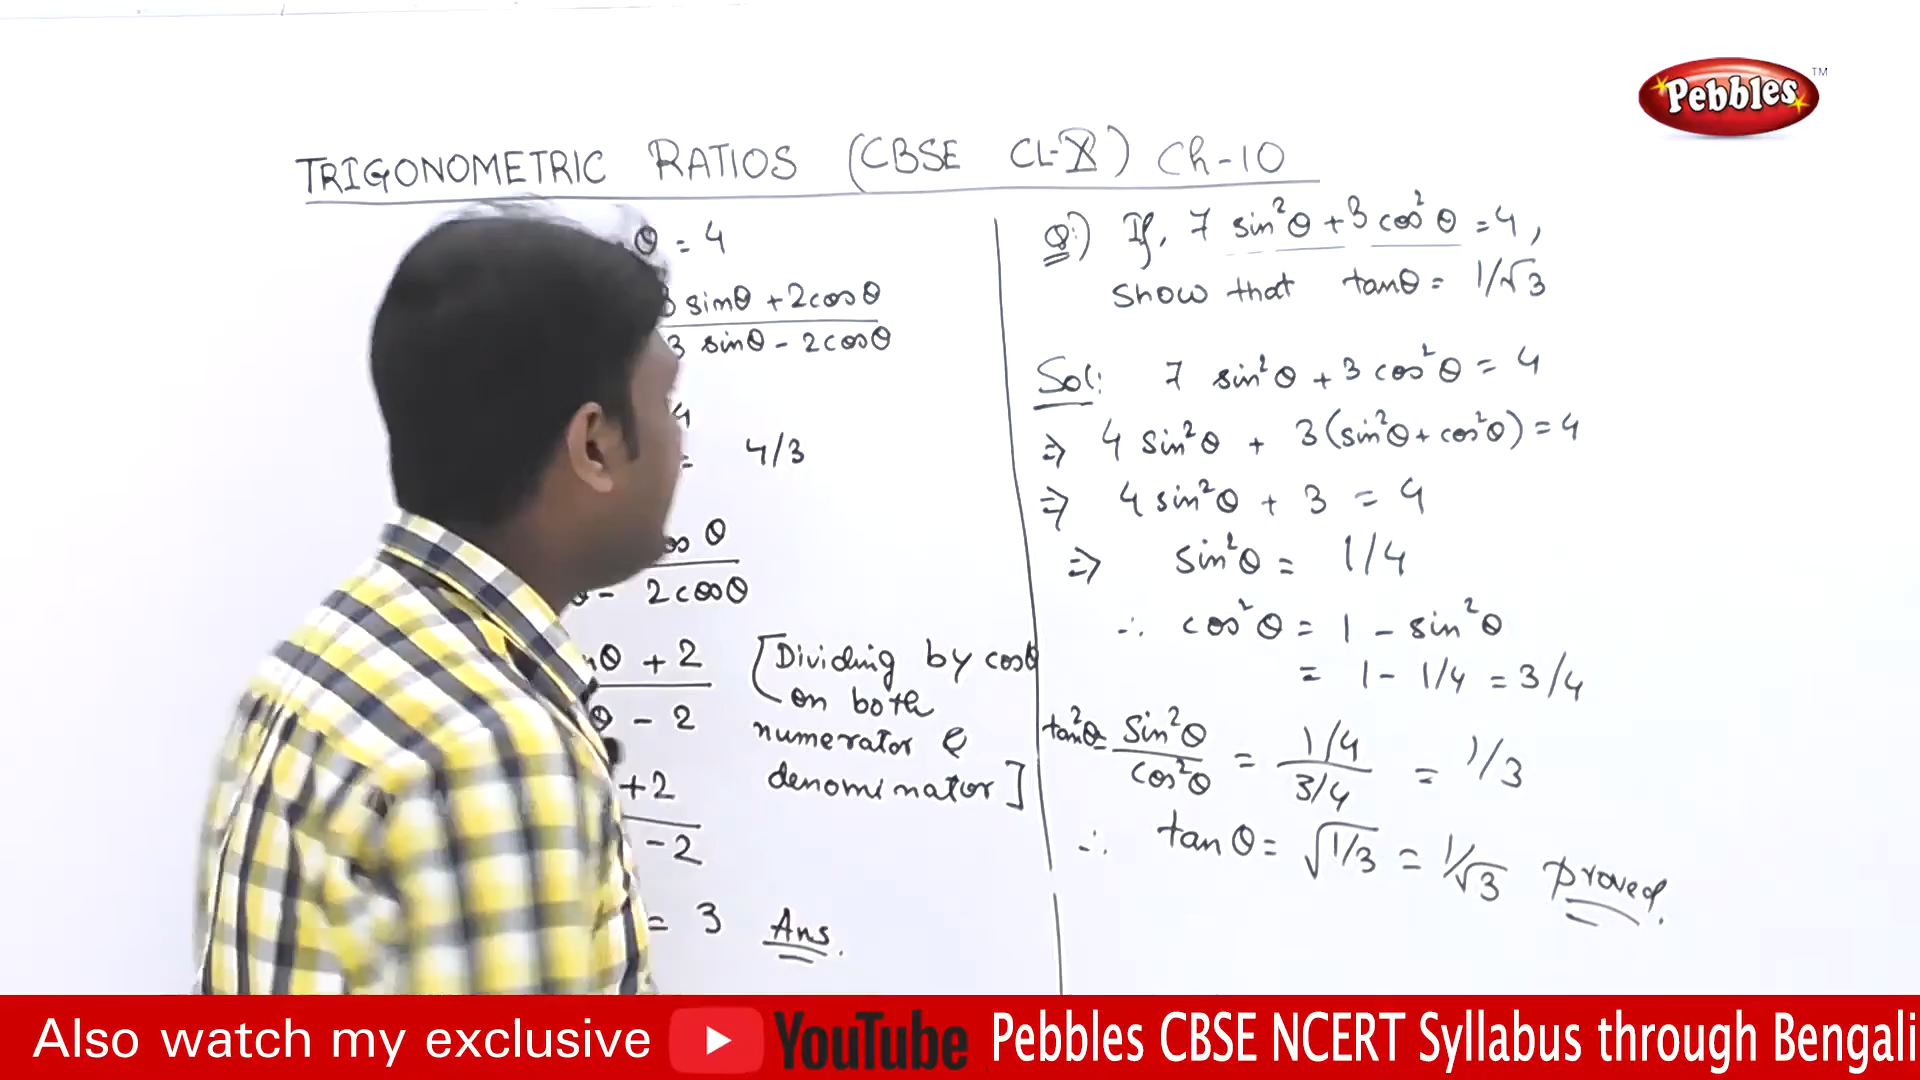 Pebbles TM
TRIGONOMETRIC RATIOS (CBSE CL-X) Ch-10
θ = 4
sinθ + 2cosθ
3 sinθ - 2cosθ
4
= 4/3
θ
- 2cosθ
θ + 2
θ - 2
[Dividing by cosθ
on both
numerator &
denominator]
+2
-2
= 3 Ans.
Q:) If, 7 sin²θ + 3 cos²θ = 4,
show that tanθ = 1/√3
Sol: 7 sin²θ + 3 cos²θ = 4
⇒ 4 sin²θ + 3(sin²θ + cos²θ) = 4
⇒ 4 sin²θ + 3 = 4
⇒ sin²θ = 1/4
∴ cos²θ = 1 - sin²θ
= 1 - 1/4 = 3/4
tan²θ = sin²θ/cos²θ = (1/4)/(3/4) = 1/3
∴ tanθ = √1/3 = 1/√3 Proved.
Also watch my exclusive YouTube Pebbles CBSE NCERT Syllabus through Bengali